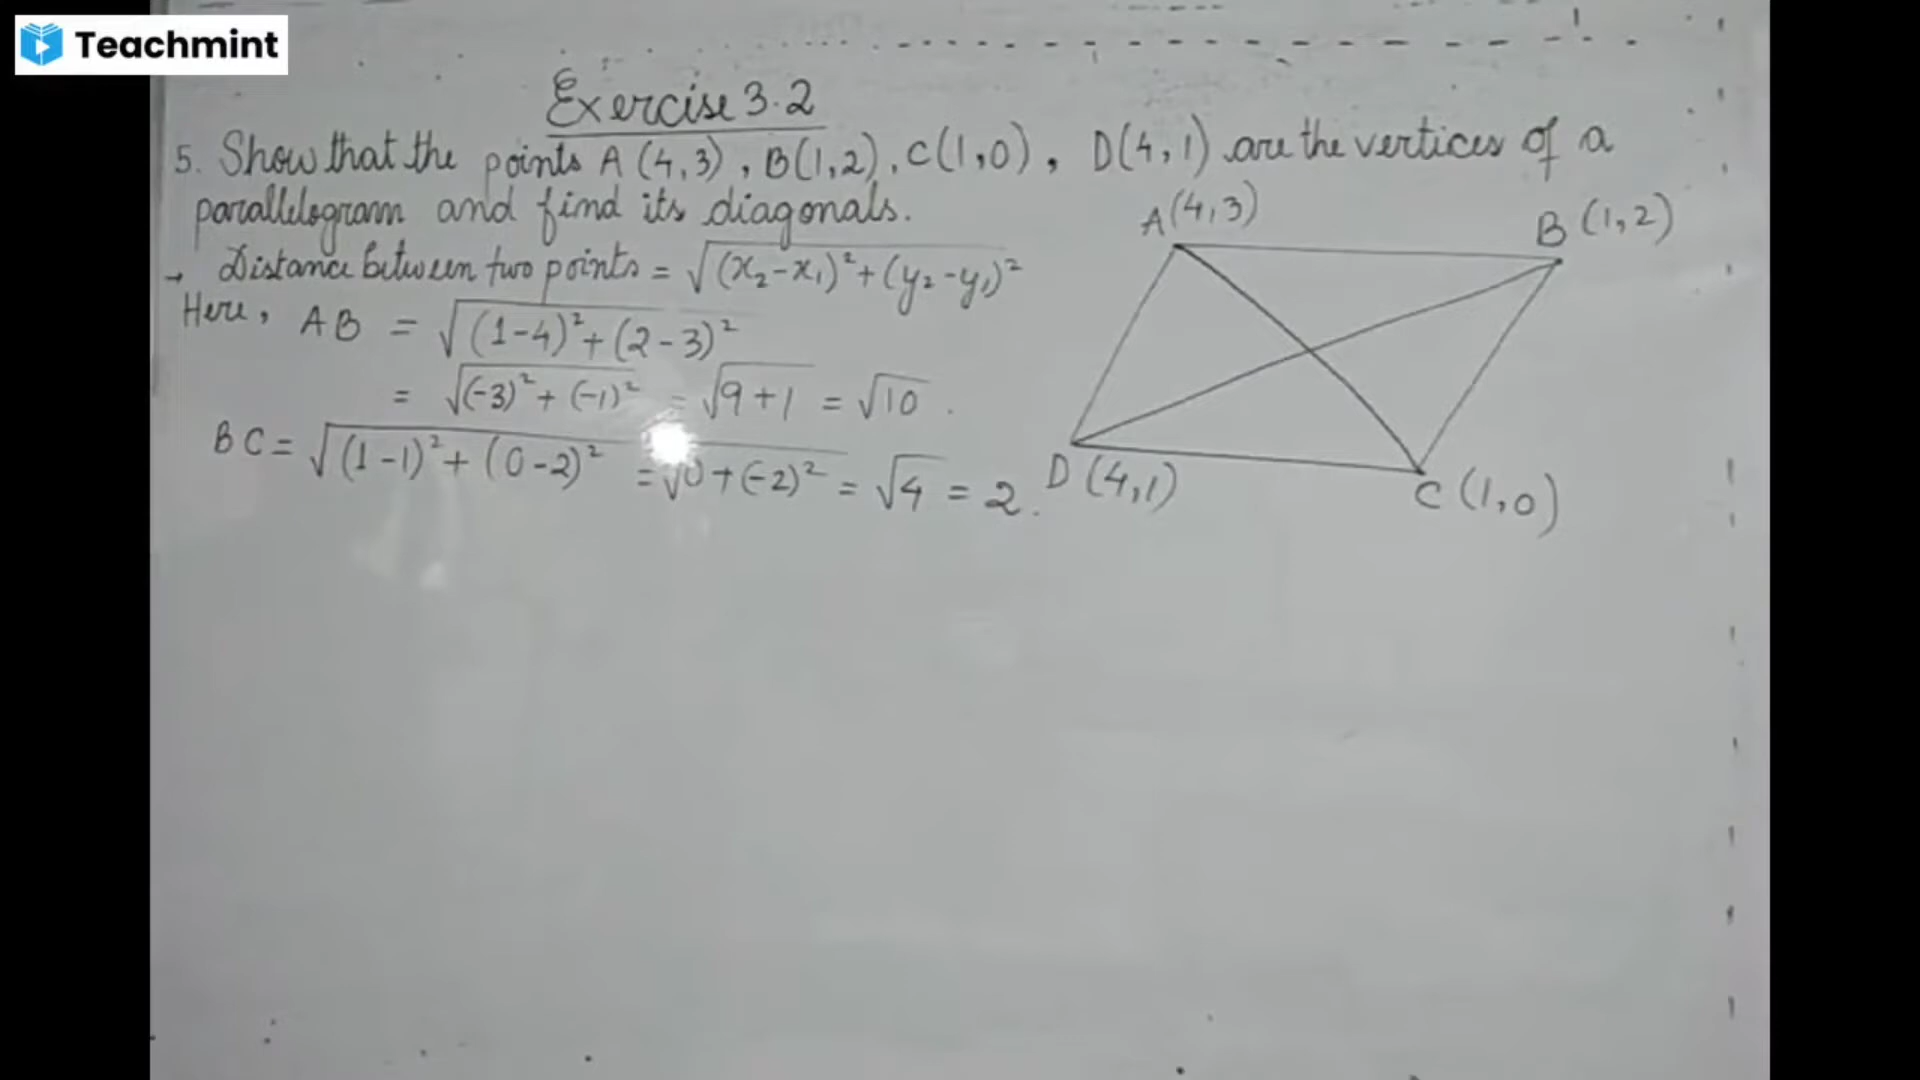 Teachmint
Exercise 3.2
5. Show that the points A (4,3), B(1,2), C(1,0), D(4,1) are the vertices of a
parallelogram and find its diagonals.
→ Distance between two points = √(x₂-x₁)²+(y₂-y₁)²
Here, AB = √(1-4)²+(2-3)²
= √(-3)²+(-1)² = √9+1 = √10.
BC = √(1-1)²+(0-2)² = √0+(-2)² = √4 = 2.
A(4,3)
B(1,2)
D(4,1)
C(1,0)